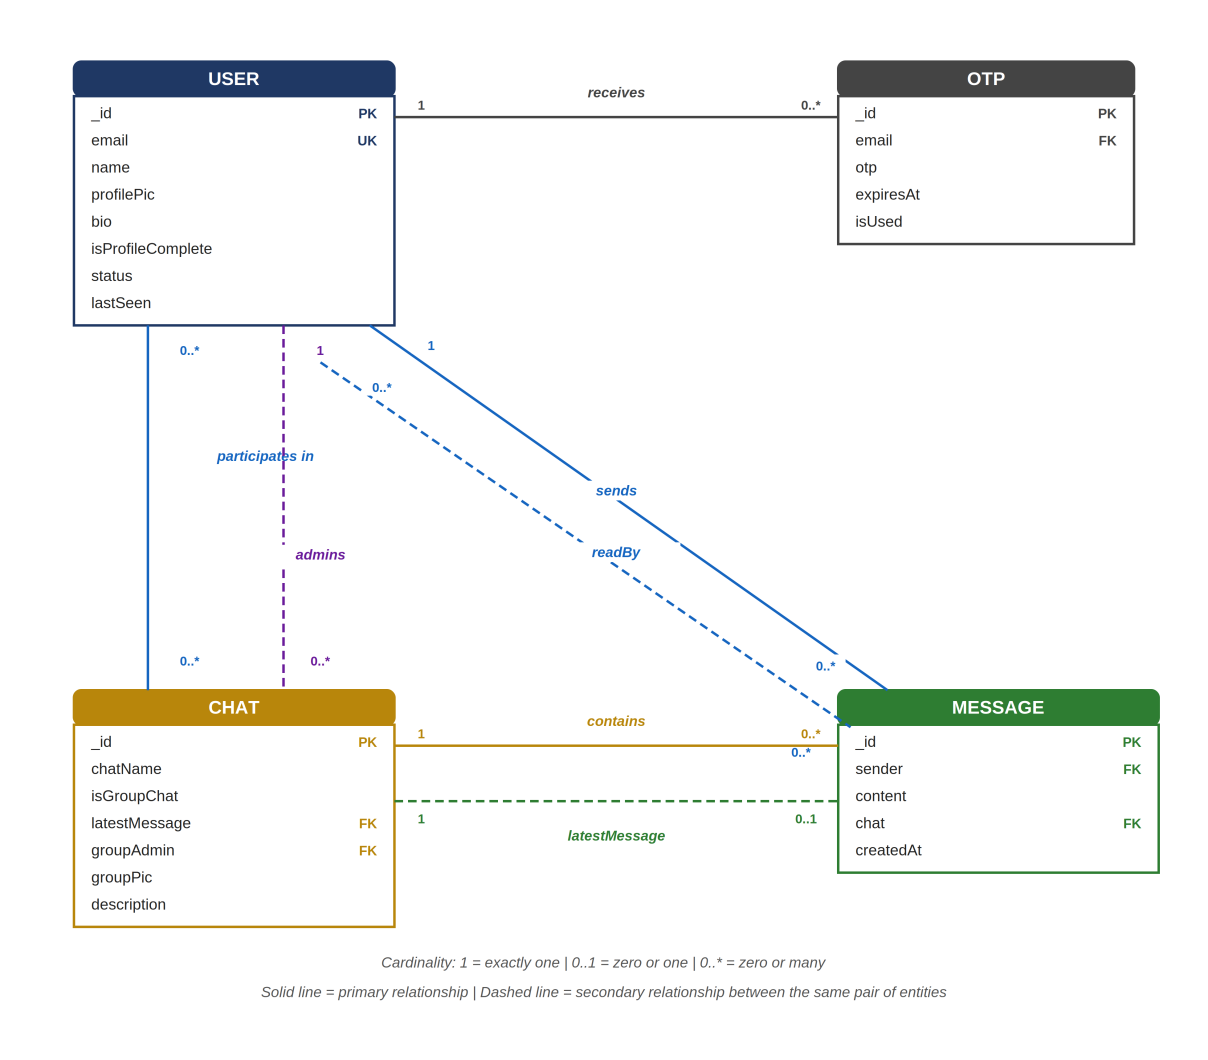 USER
_id PK
email UK
name
profilePic
bio
isProfileComplete
status
lastSeen
receives
1
0..*
OTP
_id PK
email FK
otp
expiresAt
isUsed
0..*
1
1
0..*
participates in
sends
readBy
admins
0..*
0..*
0..*
CHAT
_id PK
chatName
isGroupChat
latestMessage FK
groupAdmin FK
groupPic
description
contains
1
0..*
0..*
1
0..1
latestMessage
MESSAGE
_id PK
sender FK
content
chat FK
createdAt
Cardinality: 1 = exactly one | 0..1 = zero or one | 0..* = zero or many
Solid line = primary relationship | Dashed line = secondary relationship between the same pair of entities